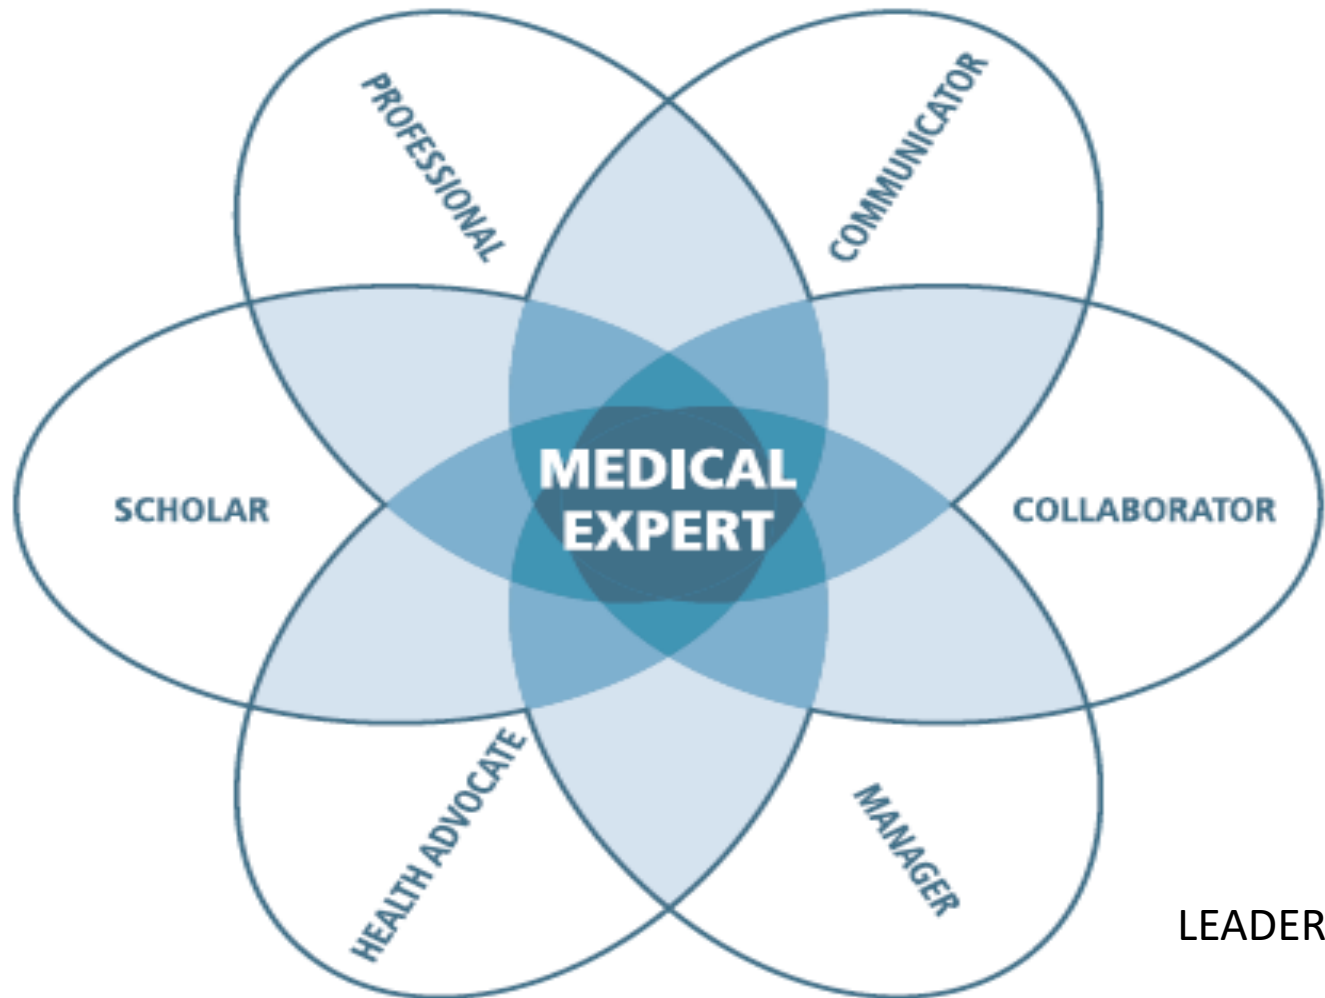 PROFESSIONAL
COMMUNICATOR
SCHOLAR
MEDICAL
EXPERT
COLLABORATOR
HEALTH ADVOCATE
MANAGER
LEADER